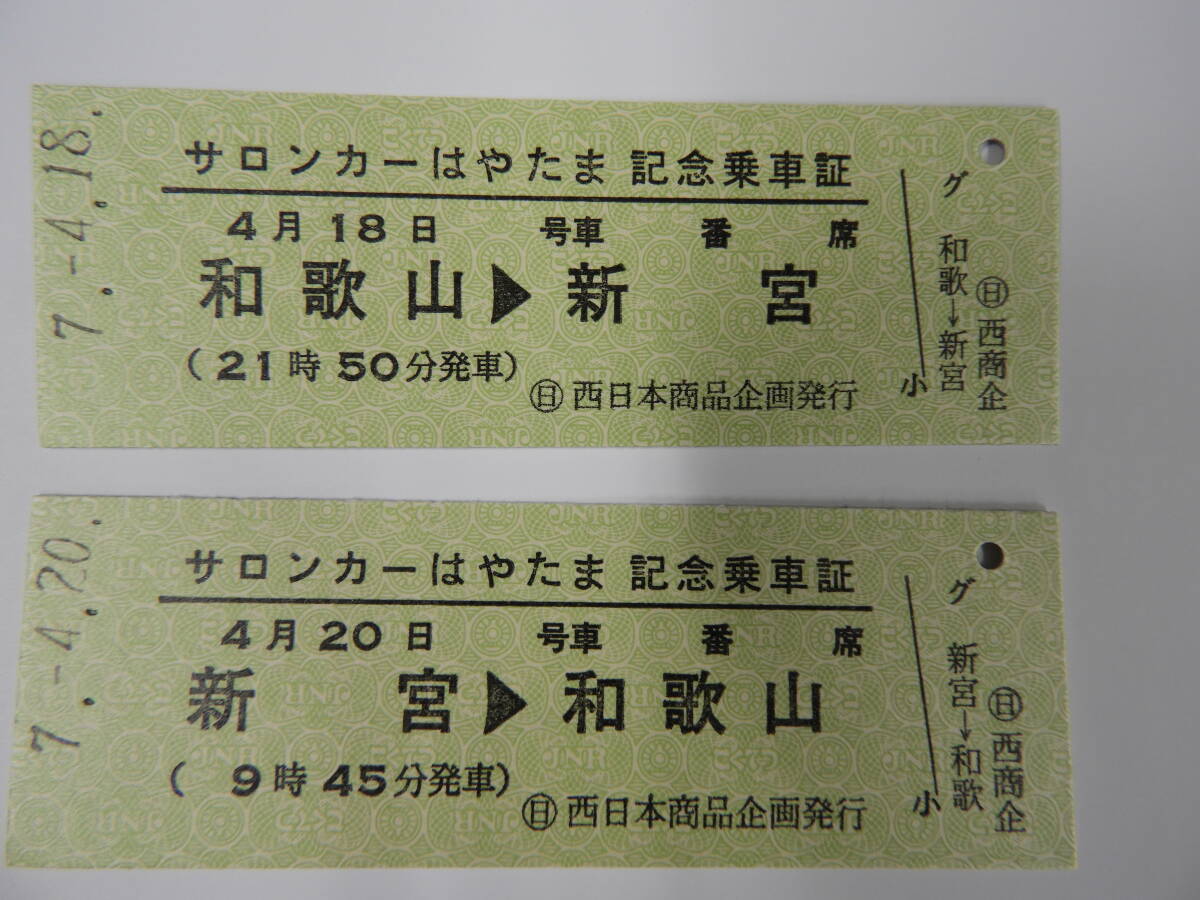 7.-4.18.
サロンカーはやたま 記念乗車証
4月18日 号車 番 席
和歌山▶新 宮
(21時50分発車)
㊐西日本商品企画発行
グ 和歌→新宮
小
㊐西商企
7.-4.20.
サロンカーはやたま 記念乗車証
4月20日 号車 番 席
新 宮▶和歌山
( 9時45分発車)
㊐西日本商品企画発行
グ 新宮→和歌
小
㊐西商企